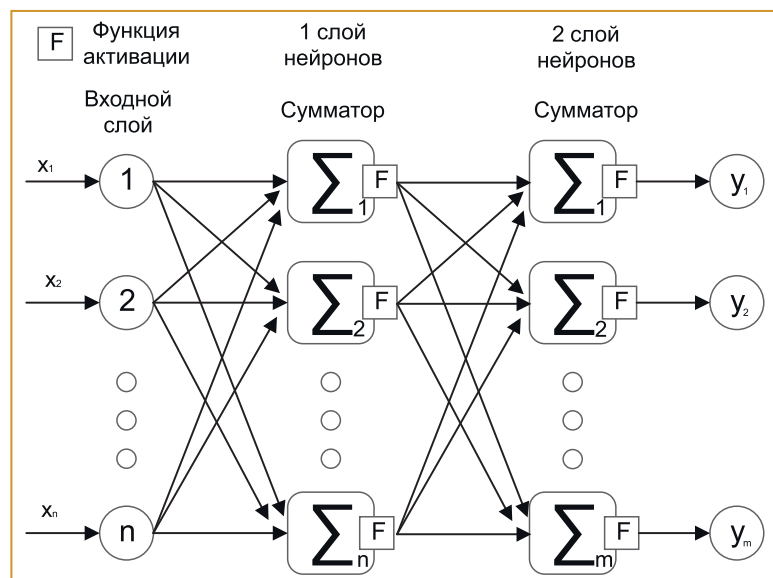 F
Функция
активации
1 слой
нейронов
2 слой
нейронов
Входной
слой
Сумматор
Сумматор
x₁
1
∑₁
F
∑₁
F
y₁
x₂
2
∑₂
F
∑₂
F
y₂
xₙ
n
∑ₙ
F
∑ₘ
F
yₘ